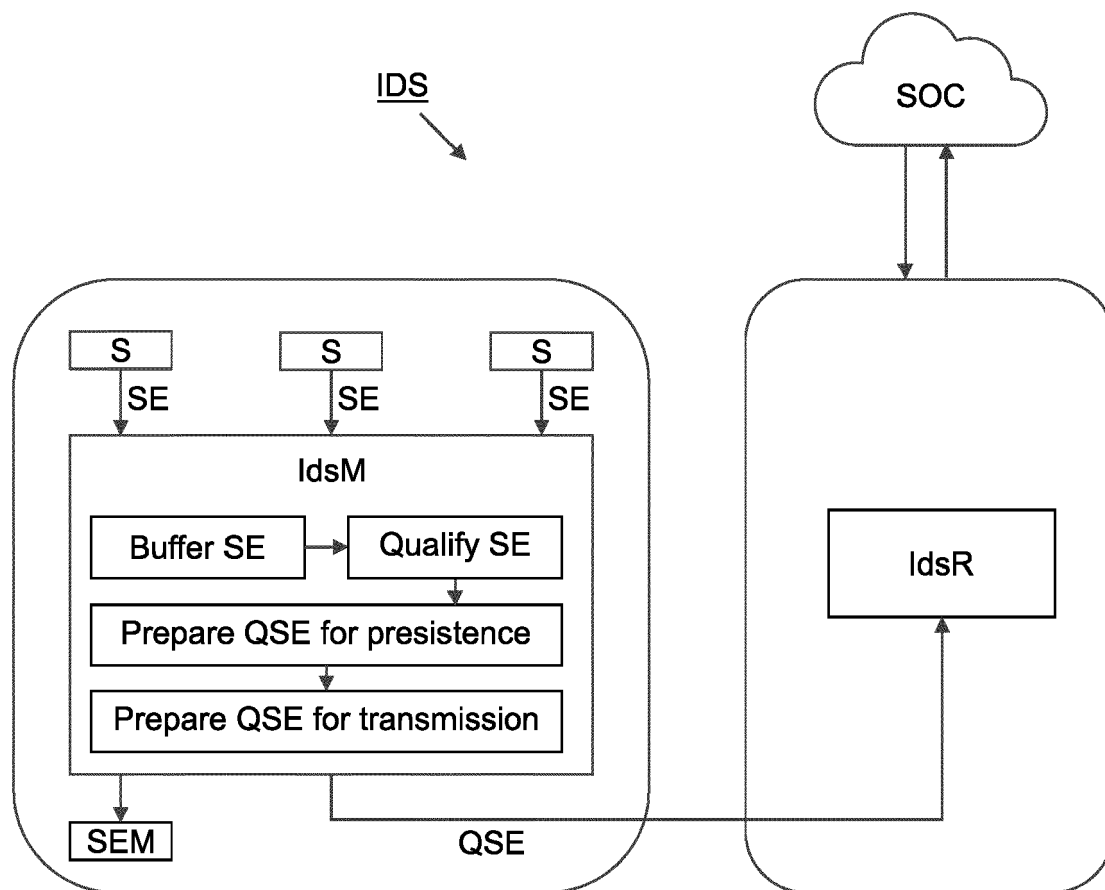 IDS
SOC
S
S
S
SE
SE
SE
IdsM
Buffer SE
Qualify SE
Prepare QSE for presistence
Prepare QSE for transmission
IdsR
SEM
QSE